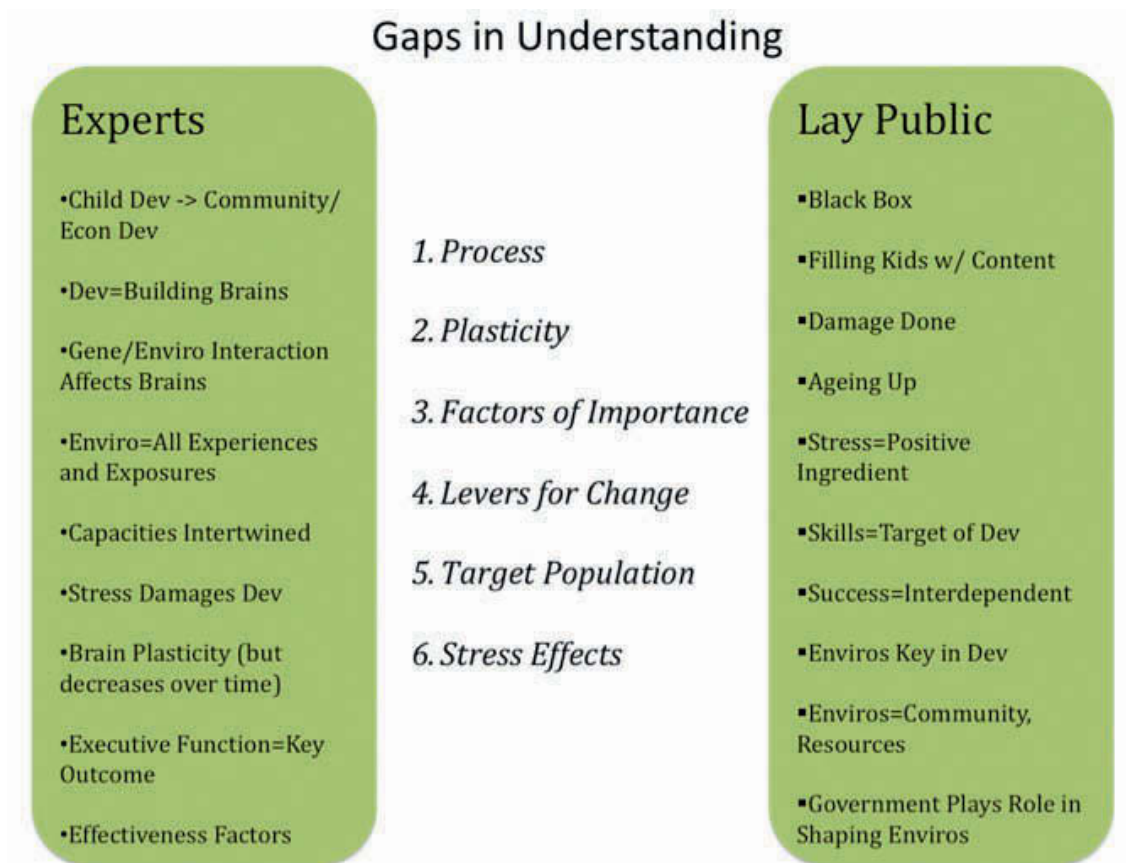 Gaps in Understanding
Experts
•Child Dev -> Community/
Econ Dev
•Dev=Building Brains
•Gene/Enviro Interaction
Affects Brains
•Enviro=All Experiences
and Exposures
•Capacities Intertwined
•Stress Damages Dev
•Brain Plasticity (but
decreases over time)
•Executive Function=Key
Outcome
•Effectiveness Factors
1. Process
2. Plasticity
3. Factors of Importance
4. Levers for Change
5. Target Population
6. Stress Effects
Lay Public
▪Black Box
▪Filling Kids w/ Content
▪Damage Done
▪Ageing Up
▪Stress=Positive
Ingredient
▪Skills=Target of Dev
▪Success=Interdependent
▪Enviros Key in Dev
▪Enviros=Community,
Resources
▪Government Plays Role in
Shaping Enviros